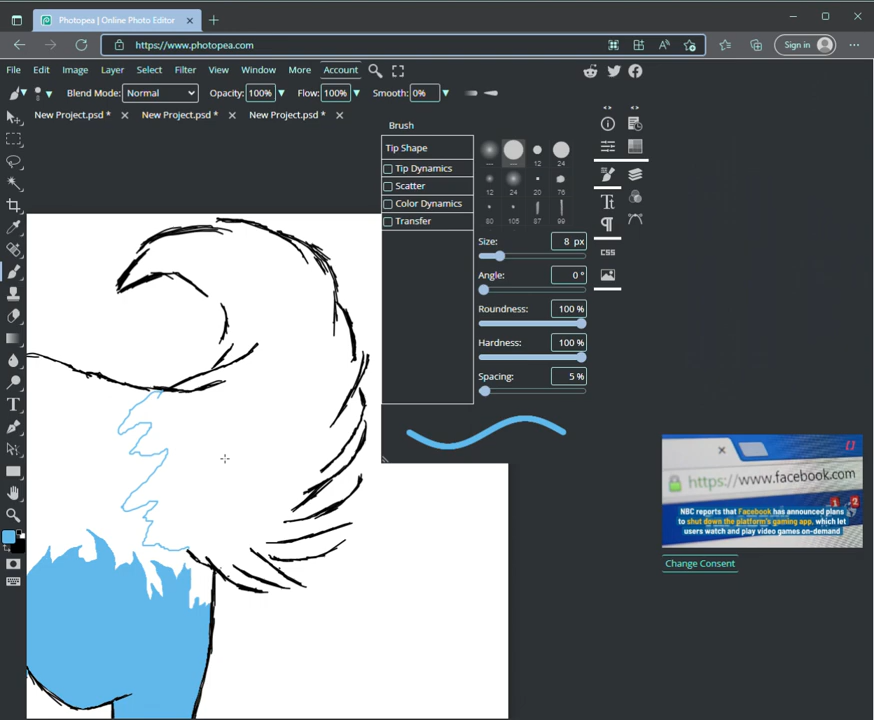 Photopea | Online Photo Editor
https://www.photopea.com
Sign in
File Edit Image Layer Select Filter View Window More Account
Blend Mode: Normal Opacity: 100% Flow: 100% Smooth: 0%
New Project.psd * New Project.psd * New Project.psd *
Brush
Tip Shape
Tip Dynamics
Scatter
Color Dynamics
Transfer
--- --- 12 24
12 24 20 76
80 105 87 99
Size: 8 px
Angle: 0 °
Roundness: 100 %
Hardness: 100 %
Spacing: 5 %
CSS
https://www.facebook.com
NBC reports that Facebook has announced plans
to shut down the platform's gaming app, which let
users watch and play video games on-demand
Change Consent